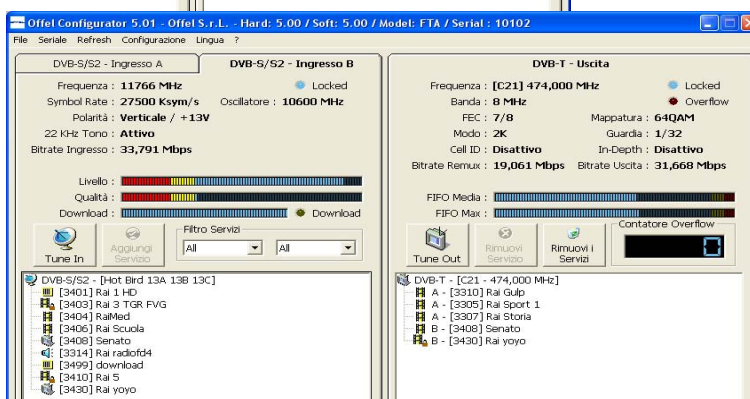 Offel Configurator 5.01 - Offel S.r.L. - Hard: 5.00 / Soft: 5.00 / Model: FTA / Serial : 10102
File Seriale Refresh Configurazione Lingua ?
DVB-S/S2 - Ingresso A
DVB-S/S2 - Ingresso B
Frequenza : 11766 MHz
Locked
Symbol Rate : 27500 Ksym/s
Oscillatore : 10600 MHz
Polarità : Verticale / +13V
22 KHz Tono : Attivo
Bitrate Ingresso : 33,791 Mbps
Livello :
Qualità :
Download :
Download
Tune In
Aggiungi Servizio
Filtro Servizi
All
All
DVB-S/S2 - [Hot Bird 13A 13B 13C]
[3401] Rai 1 HD
[3403] Rai 3 TGR FVG
[3404] RaiMed
[3406] Rai Scuola
[3408] Senato
[3314] Rai radiofd4
[3499] download
[3410] Rai 5
[3430] Rai yoyo
DVB-T - Uscita
Frequenza : [C21] 474,000 MHz
Locked
Banda : 8 MHz
Overflow
FEC : 7/8
Mappatura : 64QAM
Modo : 2K
Guardia : 1/32
Cell ID : Disattivo
In-Depth : Disattivo
Bitrate Remux : 19,061 Mbps
Bitrate Uscita : 31,668 Mbps
FIFO Media :
FIFO Max :
Tune Out
Rimuovi Servizio
Rimuovi i Servizi
Contatore Overflow
0
DVB-T - [C21 - 474,000 MHz]
A - [3310] Rai Gulp
A - [3305] Rai Sport 1
A - [3307] Rai Storia
B - [3408] Senato
B - [3430] Rai yoyo